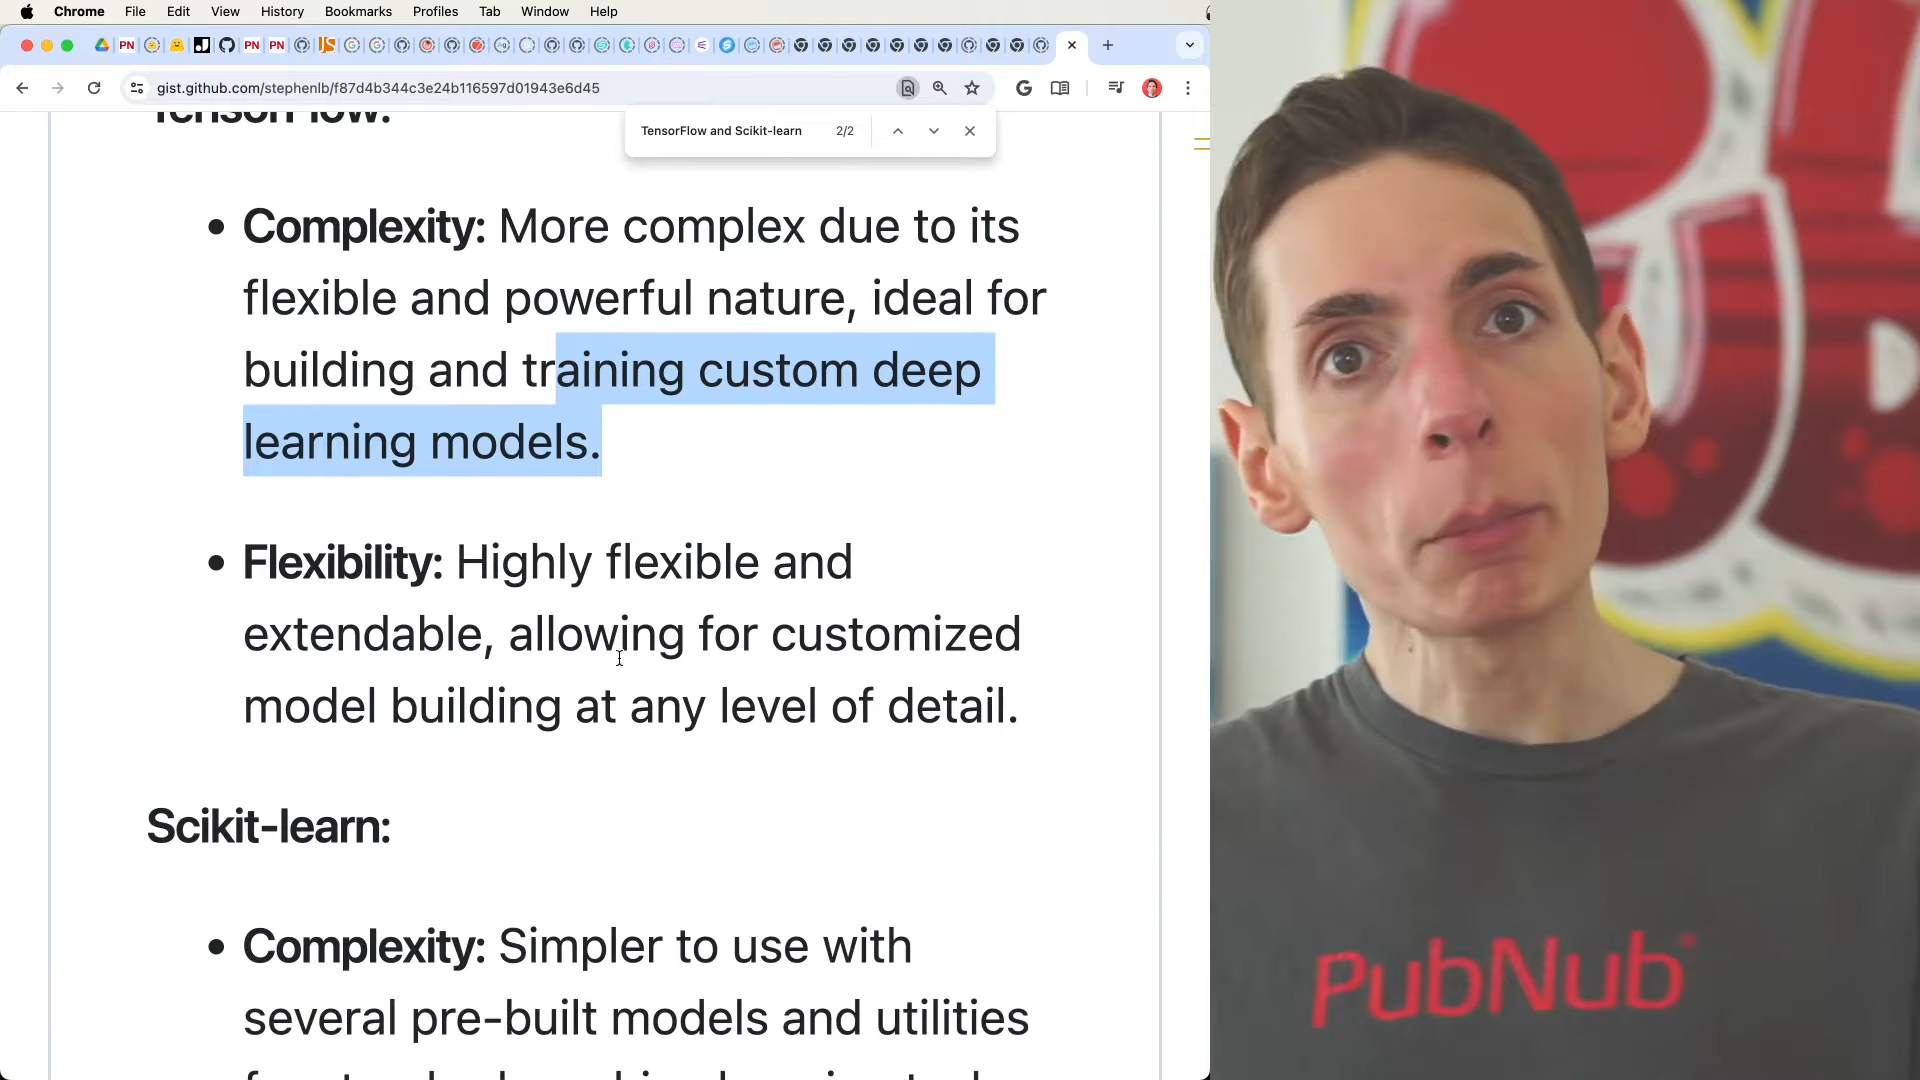 Chrome File Edit View History Bookmarks Profiles Tab Window Help
gist.github.com/stephenlb/f87d4b344c3e24b116597d01943e6d45
TensorFlow and Scikit-learn 2/2
TensorFlow:
• Complexity: More complex due to its
flexible and powerful nature, ideal for
building and training custom deep
learning models.
• Flexibility: Highly flexible and
extendable, allowing for customized
model building at any level of detail.
Scikit-learn:
• Complexity: Simpler to use with
several pre-built models and utilities
PubNub